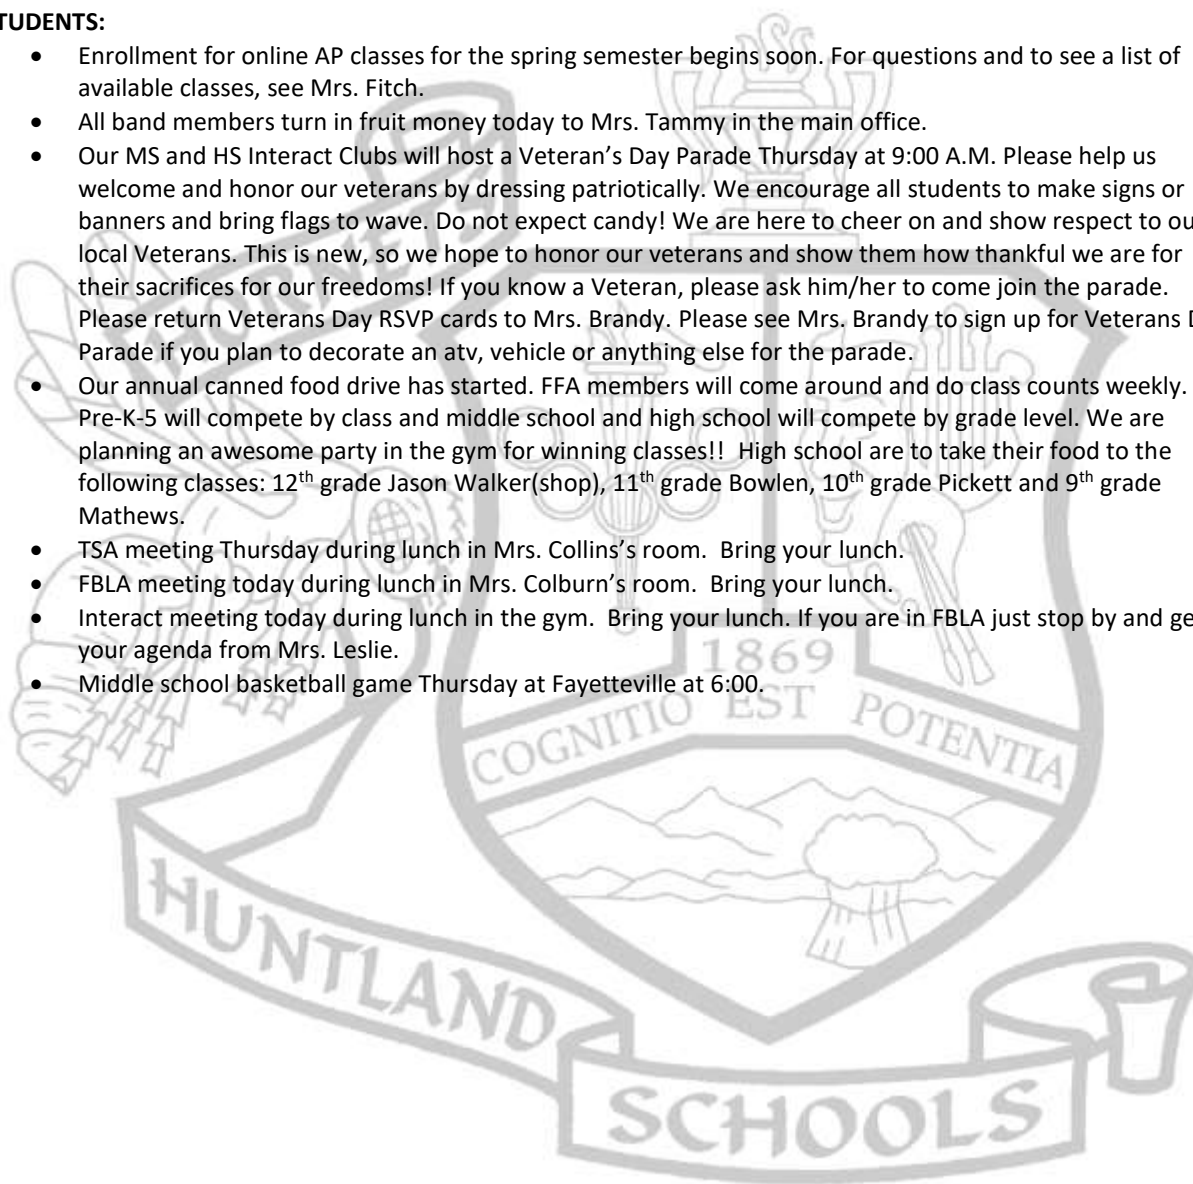 TUDENTS:
• Enrollment for online AP classes for the spring semester begins soon. For questions and to see a list of
available classes, see Mrs. Fitch.
• All band members turn in fruit money today to Mrs. Tammy in the main office.
• Our MS and HS Interact Clubs will host a Veteran's Day Parade Thursday at 9:00 A.M. Please help us
welcome and honor our veterans by dressing patriotically. We encourage all students to make signs or
banners and bring flags to wave. Do not expect candy! We are here to cheer on and show respect to ou
local Veterans. This is new, so we hope to honor our veterans and show them how thankful we are for
their sacrifices for our freedoms! If you know a Veteran, please ask him/her to come join the parade.
Please return Veterans Day RSVP cards to Mrs. Brandy. Please see Mrs. Brandy to sign up for Veterans D
Parade if you plan to decorate an atv, vehicle or anything else for the parade.
• Our annual canned food drive has started. FFA members will come around and do class counts weekly.
Pre-K-5 will compete by class and middle school and high school will compete by grade level. We are
planning an awesome party in the gym for winning classes!! High school are to take their food to the
following classes: 12th grade Jason Walker(shop), 11th grade Bowlen, 10th grade Pickett and 9th grade
Mathews.
• TSA meeting Thursday during lunch in Mrs. Collins's room. Bring your lunch.
• FBLA meeting today during lunch in Mrs. Colburn's room. Bring your lunch.
• Interact meeting today during lunch in the gym. Bring your lunch. If you are in FBLA just stop by and ge
your agenda from Mrs. Leslie.
• Middle school basketball game Thursday at Fayetteville at 6:00.
HORNETS
1869
COGNITIO EST POTENTIA
HUNTLAND
SCHOOLS